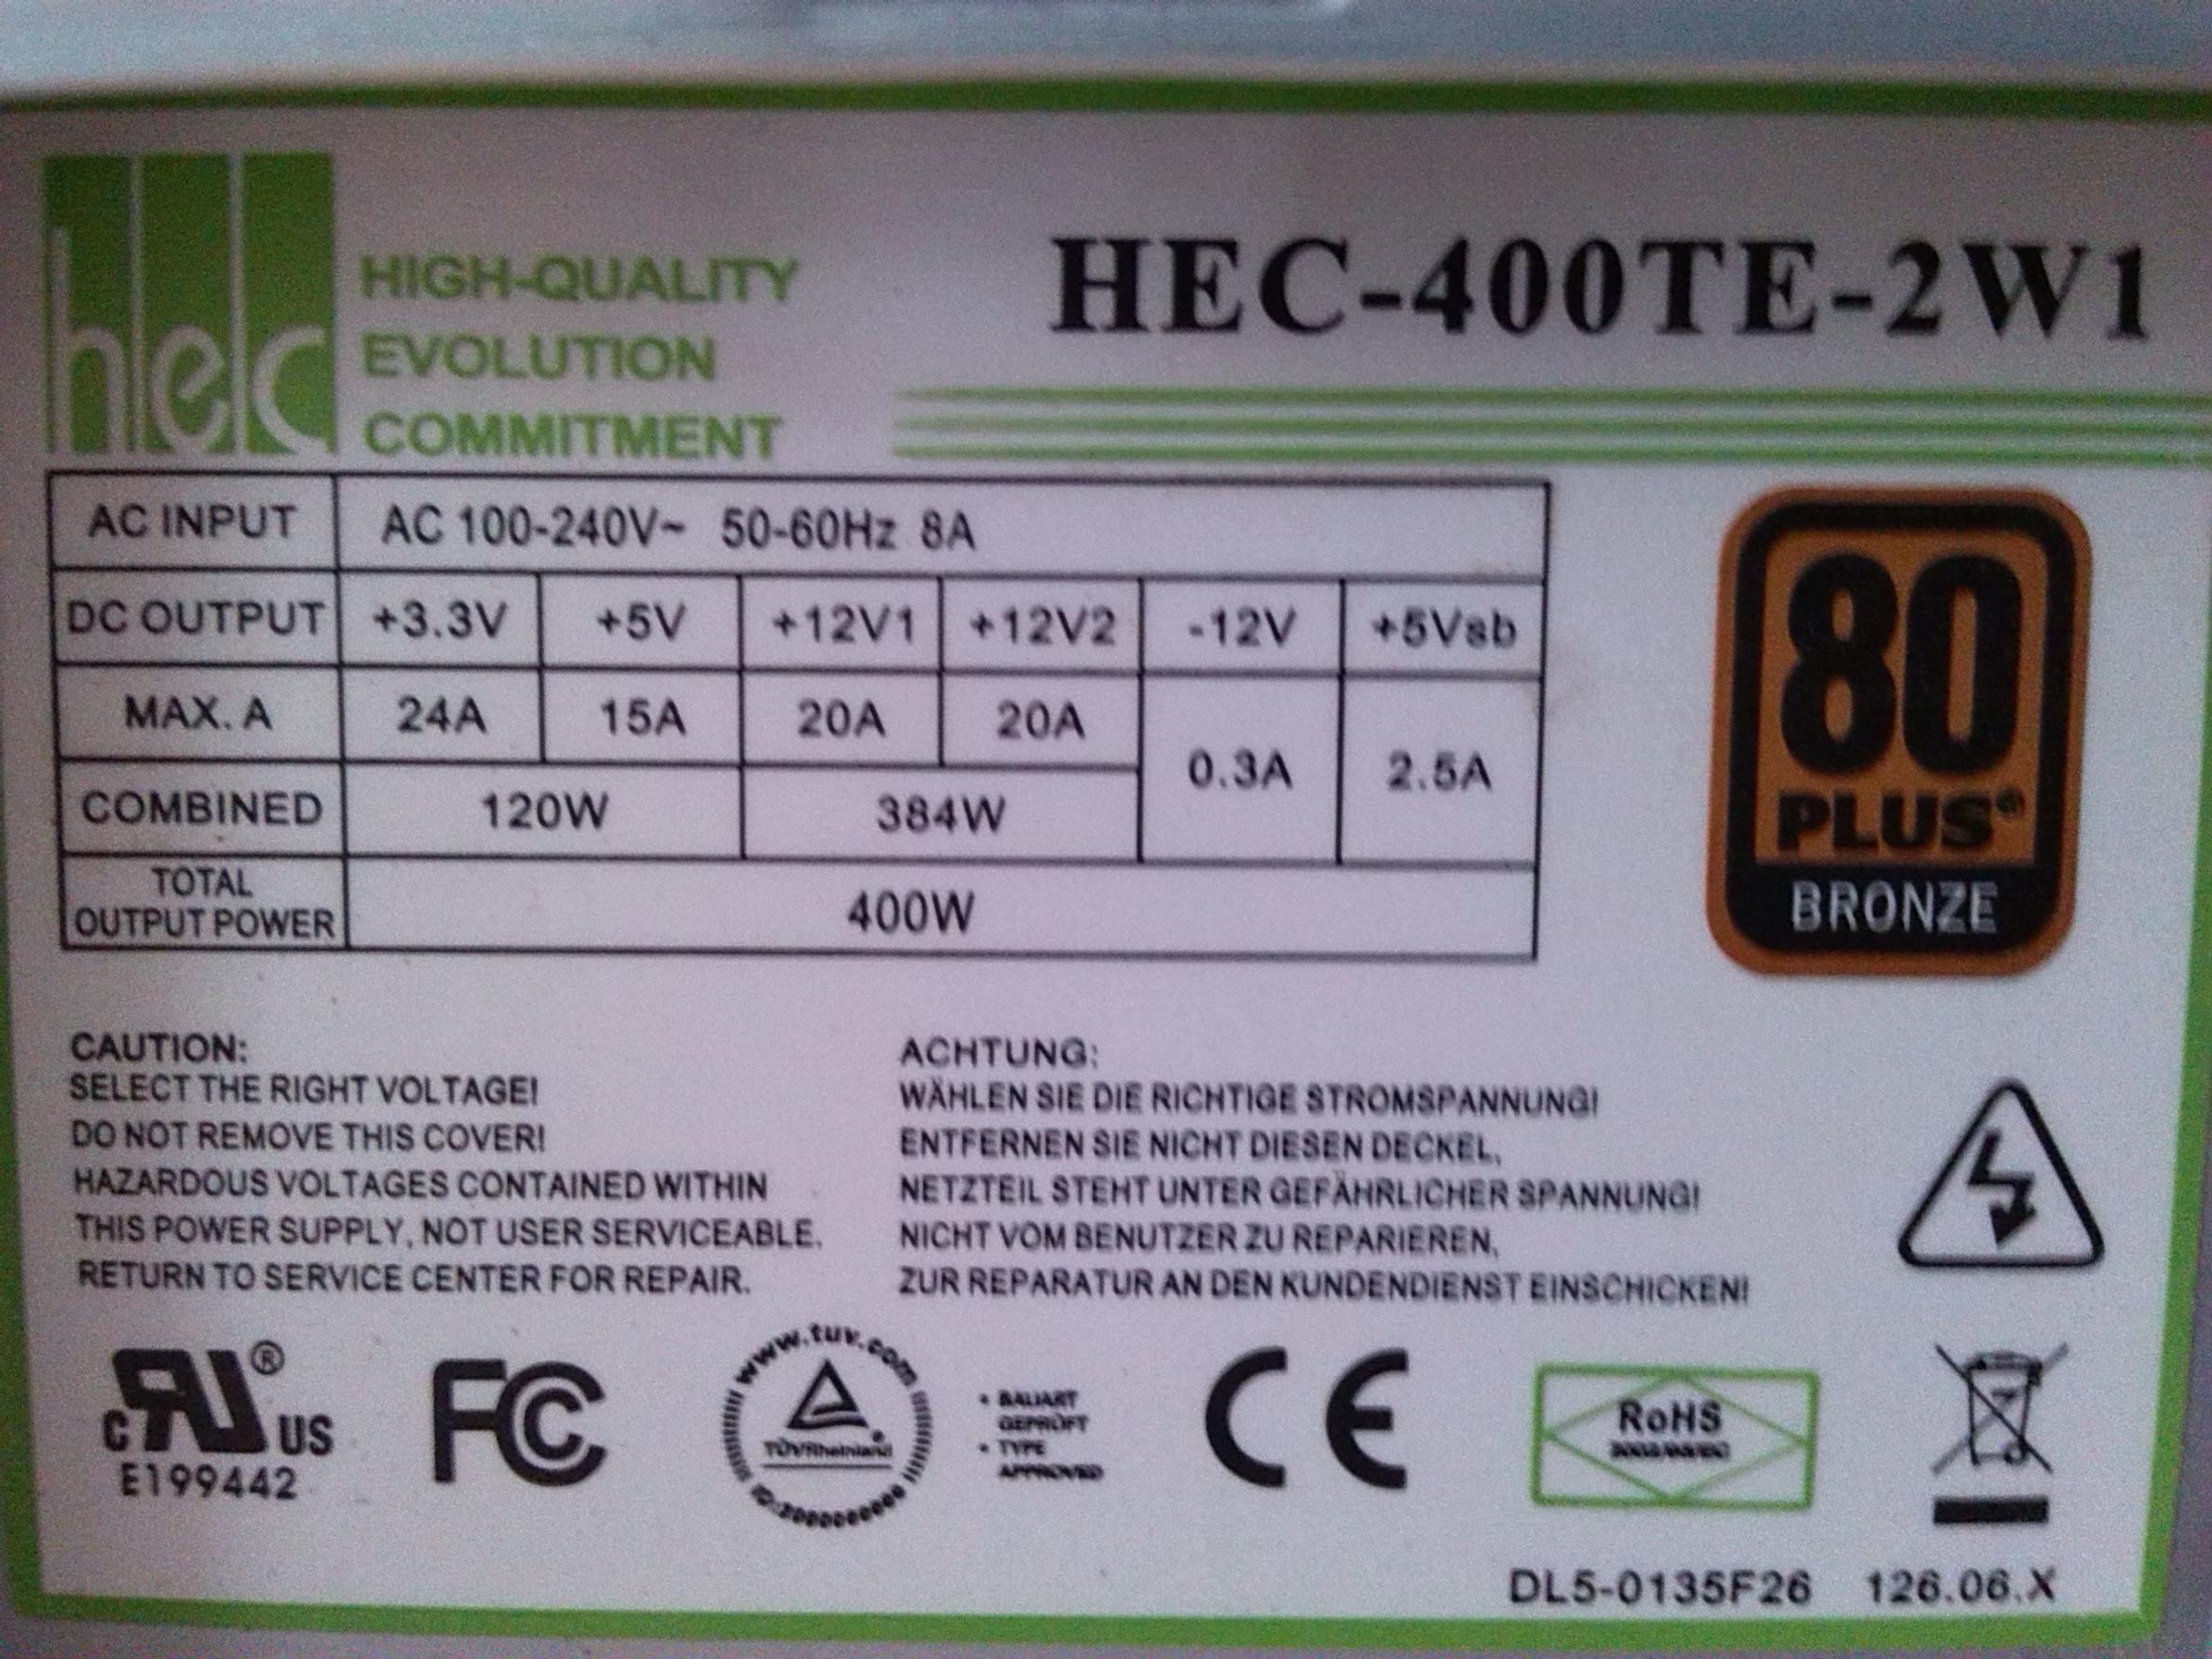 hec
HIGH-QUALITY
EVOLUTION
COMMITMENT
HEC-400TE-2W1
AC INPUT AC 100-240V~ 50-60Hz 8A
DC OUTPUT +3.3V +5V +12V1 +12V2 -12V +5Vsb
MAX. A 24A 15A 20A 20A 0.3A 2.5A
COMBINED 120W 384W
TOTAL
OUTPUT POWER 400W
80
PLUS®
BRONZE
CAUTION:
SELECT THE RIGHT VOLTAGE!
DO NOT REMOVE THIS COVER!
HAZARDOUS VOLTAGES CONTAINED WITHIN
THIS POWER SUPPLY, NOT USER SERVICEABLE.
RETURN TO SERVICE CENTER FOR REPAIR.
ACHTUNG:
WÄHLEN SIE DIE RICHTIGE STROMSPANNUNG!
ENTFERNEN SIE NICHT DIESEN DECKEL,
NETZTEIL STEHT UNTER GEFÄHRLICHER SPANNUNG!
NICHT VOM BENUTZER ZU REPARIEREN,
ZUR REPARATUR AN DEN KUNDENDIENST EINSCHICKEN!
C RU ® US
E199442
FC
www.tuv.com
TÜVRheinland®
• BAUART
GEPRÜFT
• TYPE
APPROVED
CE
RoHS
DL5-0135F26 126.06.X